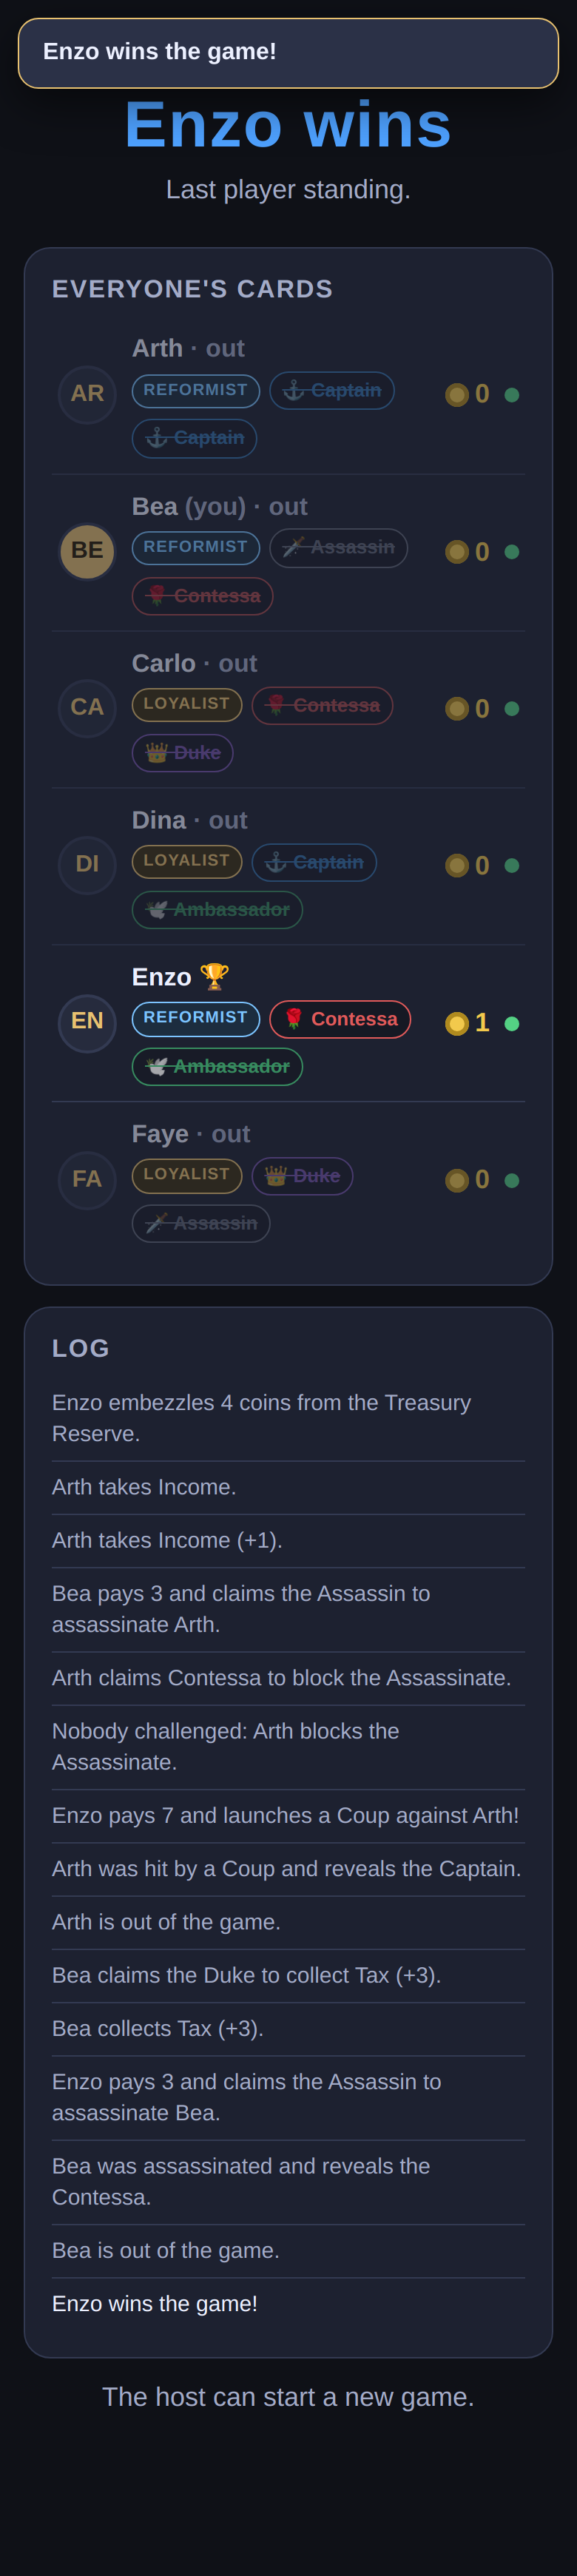 Enzo wins the game!
Enzo wins
Last player standing.
EVERYONE'S CARDS
AR
Arth · out
REFORMIST
Captain
0
Captain
BE
Bea (you) · out
REFORMIST
Assassin
0
Contessa
CA
Carlo · out
LOYALIST
Contessa
0
Duke
DI
Dina · out
LOYALIST
Captain
0
Ambassador
EN
Enzo
REFORMIST
Contessa
1
Ambassador
FA
Faye · out
LOYALIST
Duke
0
Assassin
LOG
Enzo embezzles 4 coins from the Treasury
Reserve.
Arth takes Income.
Arth takes Income (+1).
Bea pays 3 and claims the Assassin to
assassinate Arth.
Arth claims Contessa to block the Assassinate.
Nobody challenged: Arth blocks the
Assassinate.
Enzo pays 7 and launches a Coup against Arth!
Arth was hit by a Coup and reveals the Captain.
Arth is out of the game.
Bea claims the Duke to collect Tax (+3).
Bea collects Tax (+3).
Enzo pays 3 and claims the Assassin to
assassinate Bea.
Bea was assassinated and reveals the
Contessa.
Bea is out of the game.
Enzo wins the game!
The host can start a new game.